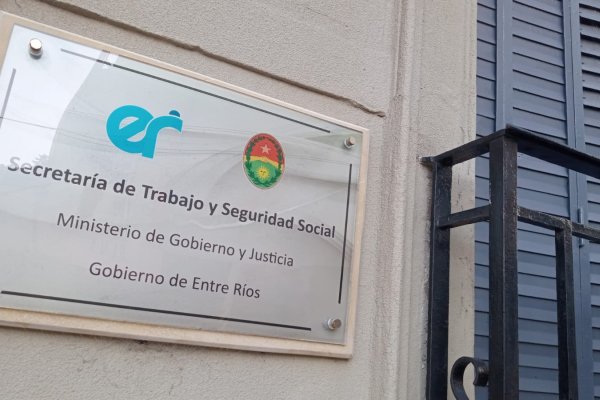 er
Secretaría de Trabajo y Seguridad Social
Ministerio de Gobierno y Justicia
Gobierno de Entre Ríos